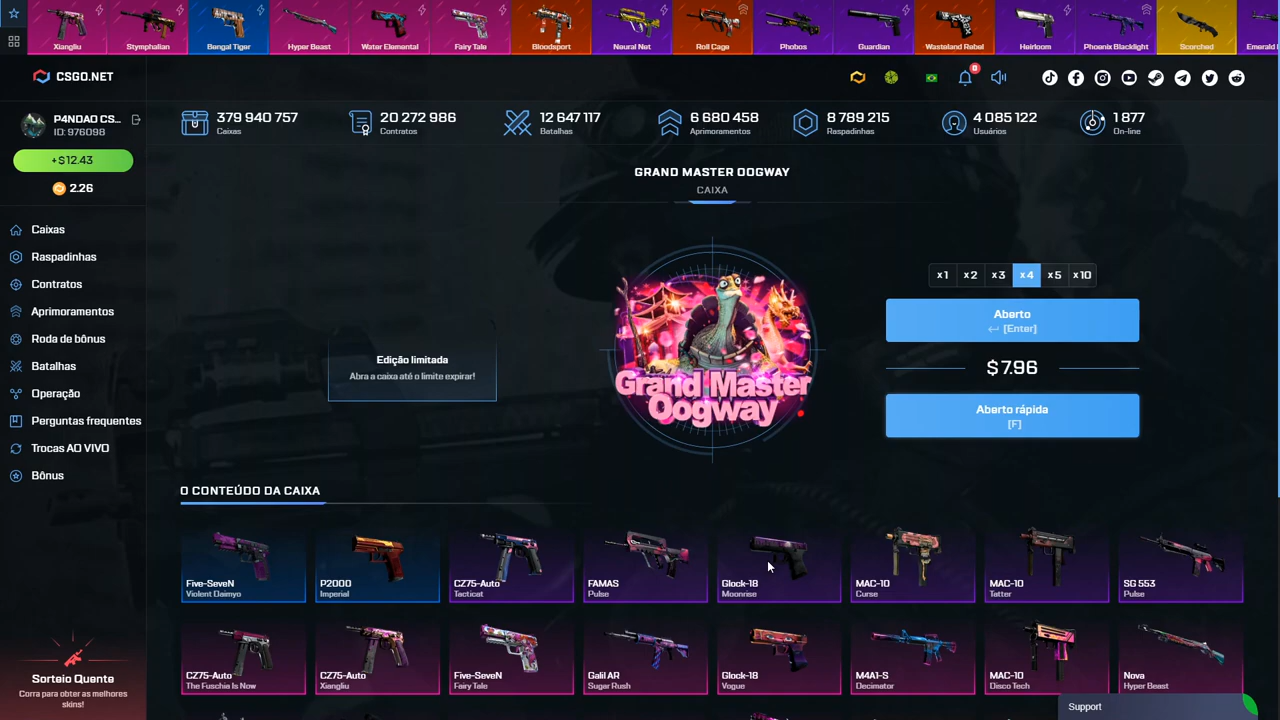 Xiangliu
Stymphalian
Bengal Tiger
Hyper Beast
Water Elemental
Fairy Tale
Bloodsport
Neural Net
Roll Cage
Phobos
Guardian
Wasteland Rebel
Heirloom
Phoenix Blacklight
Scorched
Emerald
CSGO.NET
P4NDAO CS...
ID: 976098
+$12.43
2.26
379 940 757
Caixas
20 272 986
Contratos
12 647 117
Batalhas
6 680 458
Aprimoramentos
8 789 215
Raspadinhas
4 085 122
Usuários
1 877
On-line
Caixas
Raspadinhas
Contratos
Aprimoramentos
Roda de bônus
Batalhas
Operação
Perguntas frequentes
Trocas AO VIVO
Bônus
Sorteio Quente
Corra para obter as melhores
skins!
GRAND MASTER OOGWAY
CAIXA
Edição limitada
Abra a caixa até o limite expirar!
Grand Master
Oogway
x1 x2 x3 x4 x5 x10
Aberto
[Enter]
$7.96
Aberto rápida
[F]
O CONTEÚDO DA CAIXA
Five-SeveN
Violent Daimyo
P2000
Imperial
CZ75-Auto
Tacticat
FAMAS
Pulse
Glock-18
Moonrise
MAC-10
Curse
MAC-10
Tatter
SG 553
Pulse
CZ75-Auto
The Fuschia Is Now
CZ75-Auto
Xiangliu
Five-SeveN
Fairy Tale
Galil AR
Sugar Rush
Glock-18
Vogue
M4A1-S
Decimator
MAC-10
Disco Tech
Nova
Hyper Beast
Support